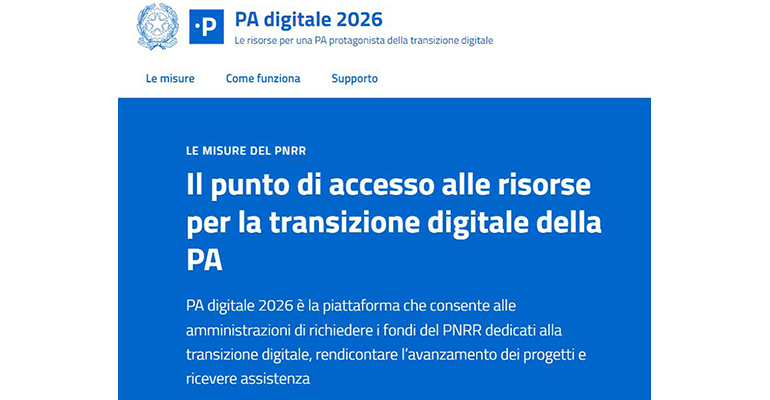 ·P
PA digitale 2026
Le risorse per una PA protagonista della transizione digitale
Le misure Come funziona Supporto
LE MISURE DEL PNRR
Il punto di accesso alle risorse
per la transizione digitale della
PA
PA digitale 2026 è la piattaforma che consente alle
amministrazioni di richiedere i fondi del PNRR dedicati alla
transizione digitale, rendicontare l’avanzamento dei progetti e
ricevere assistenza